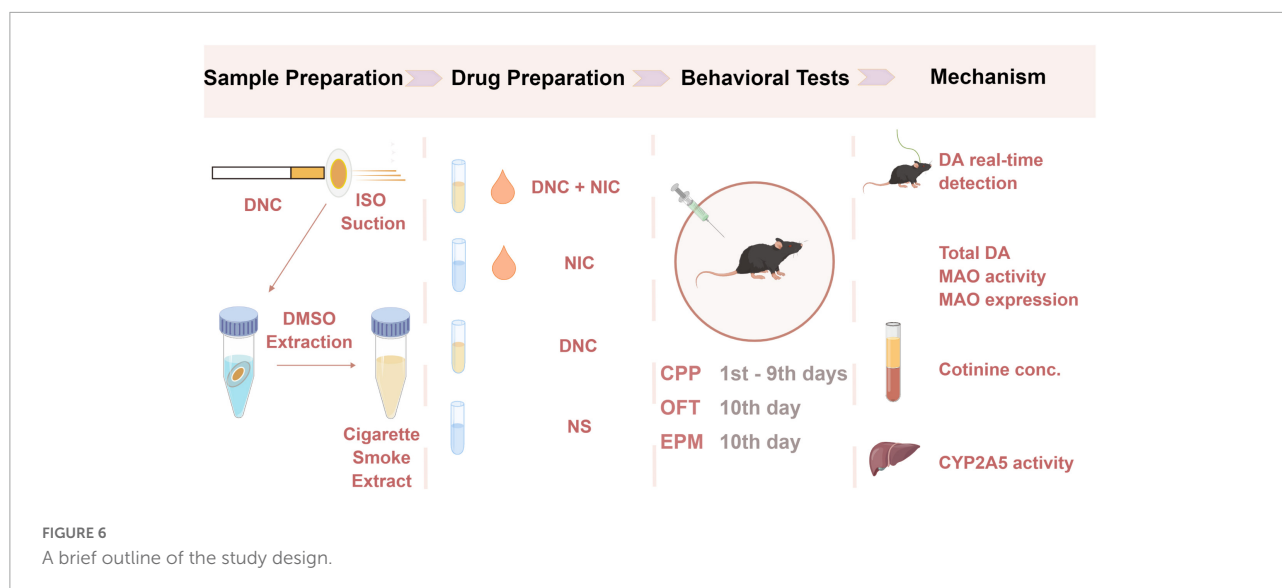 Sample Preparation
Drug Preparation
Behavioral Tests
Mechanism
DNC
ISO
Suction
DMSO
Extraction
Cigarette
Smoke
Extract
DNC + NIC
NIC
DNC
NS
CPP 1st - 9th days
OFT 10th day
EPM 10th day
DA real-time
detection
Total DA
MAO activity
MAO expression
Cotinine conc.
CYP2A5 activity
FIGURE 6
A brief outline of the study design.